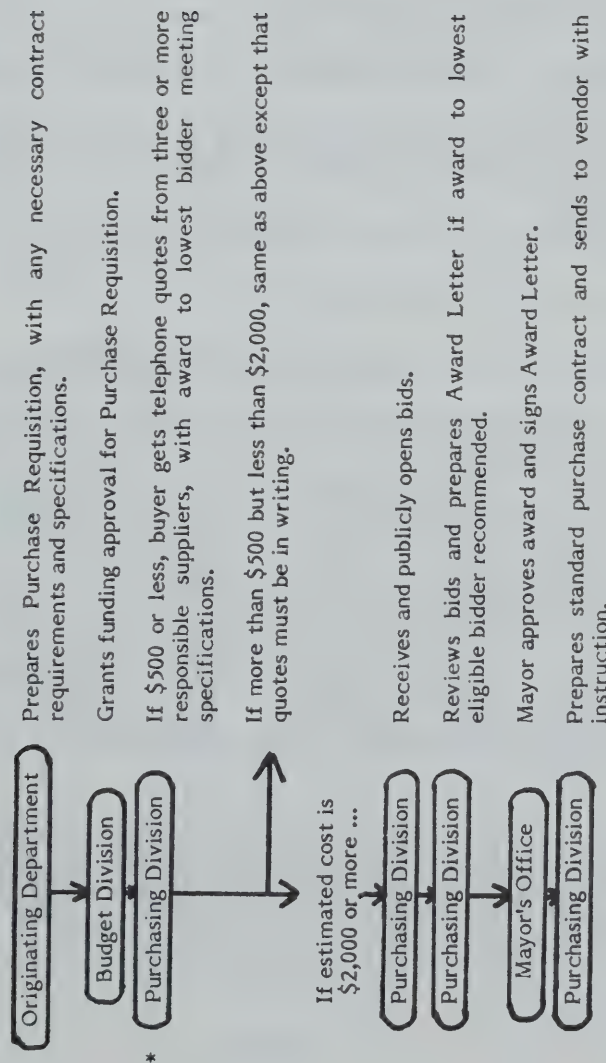 Originating Department
Prepares Purchase Requisition, with any necessary contract
requirements and specifications.
Budget Division
Grants funding approval for Purchase Requisition.
*
Purchasing Division
If $500 or less, buyer gets telephone quotes from three or more
responsible suppliers, with award to lowest bidder meeting
specifications.
If more than $500 but less than $2,000, same as above except that
quotes must be in writing.
If estimated cost is
$2,000 or more ...
Purchasing Division
Receives and publicly opens bids.
Purchasing Division
Reviews bids and prepares Award Letter if award to lowest
eligible bidder recommended.
Mayor's Office
Mayor approves award and signs Award Letter.
Purchasing Division
Prepares standard purchase contract and sends to vendor with
instruction.